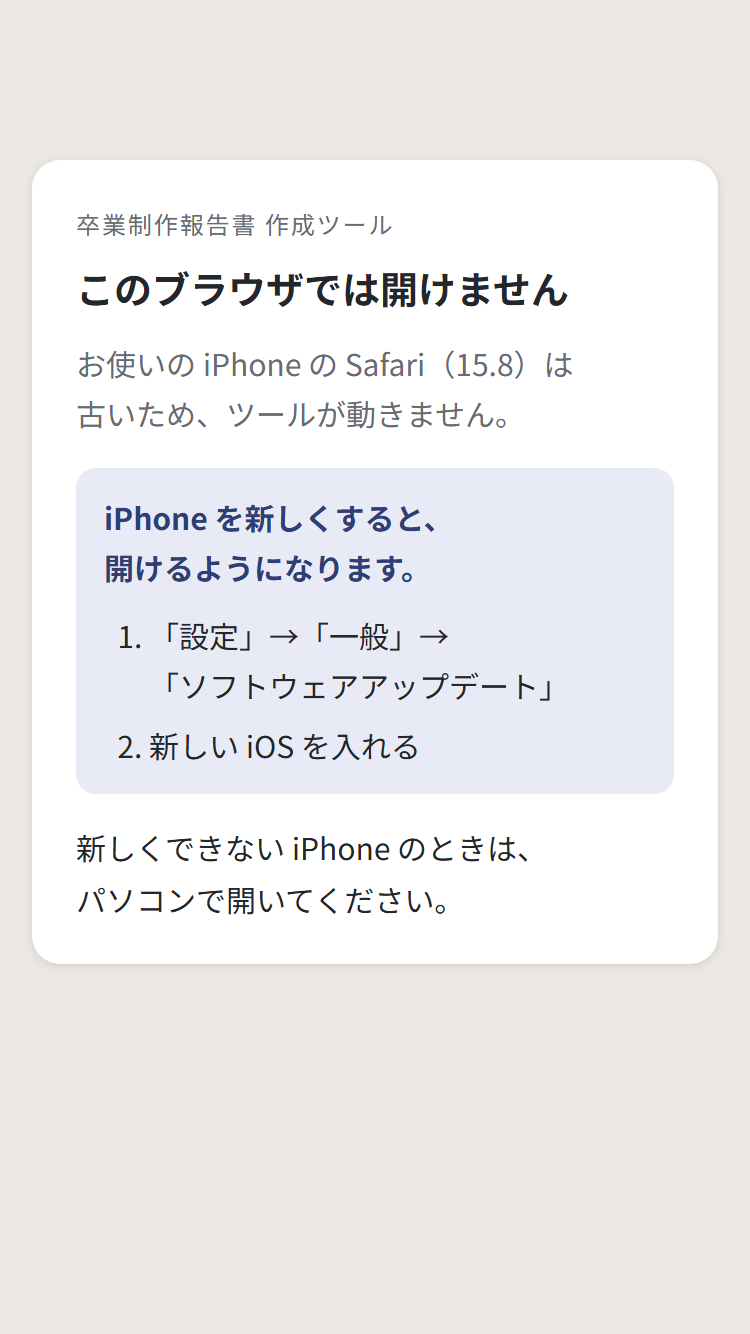 卒業制作報告書 作成ツール
このブラウザでは開けません
お使いの iPhone の Safari（15.8）は
古いため、ツールが動きません。
iPhone を新しくすると、
開けるようになります。
1. 「設定」→「一般」→
「ソフトウェアアップデート」
2. 新しい iOS を入れる
新しくできない iPhone のときは、
パソコンで開いてください。